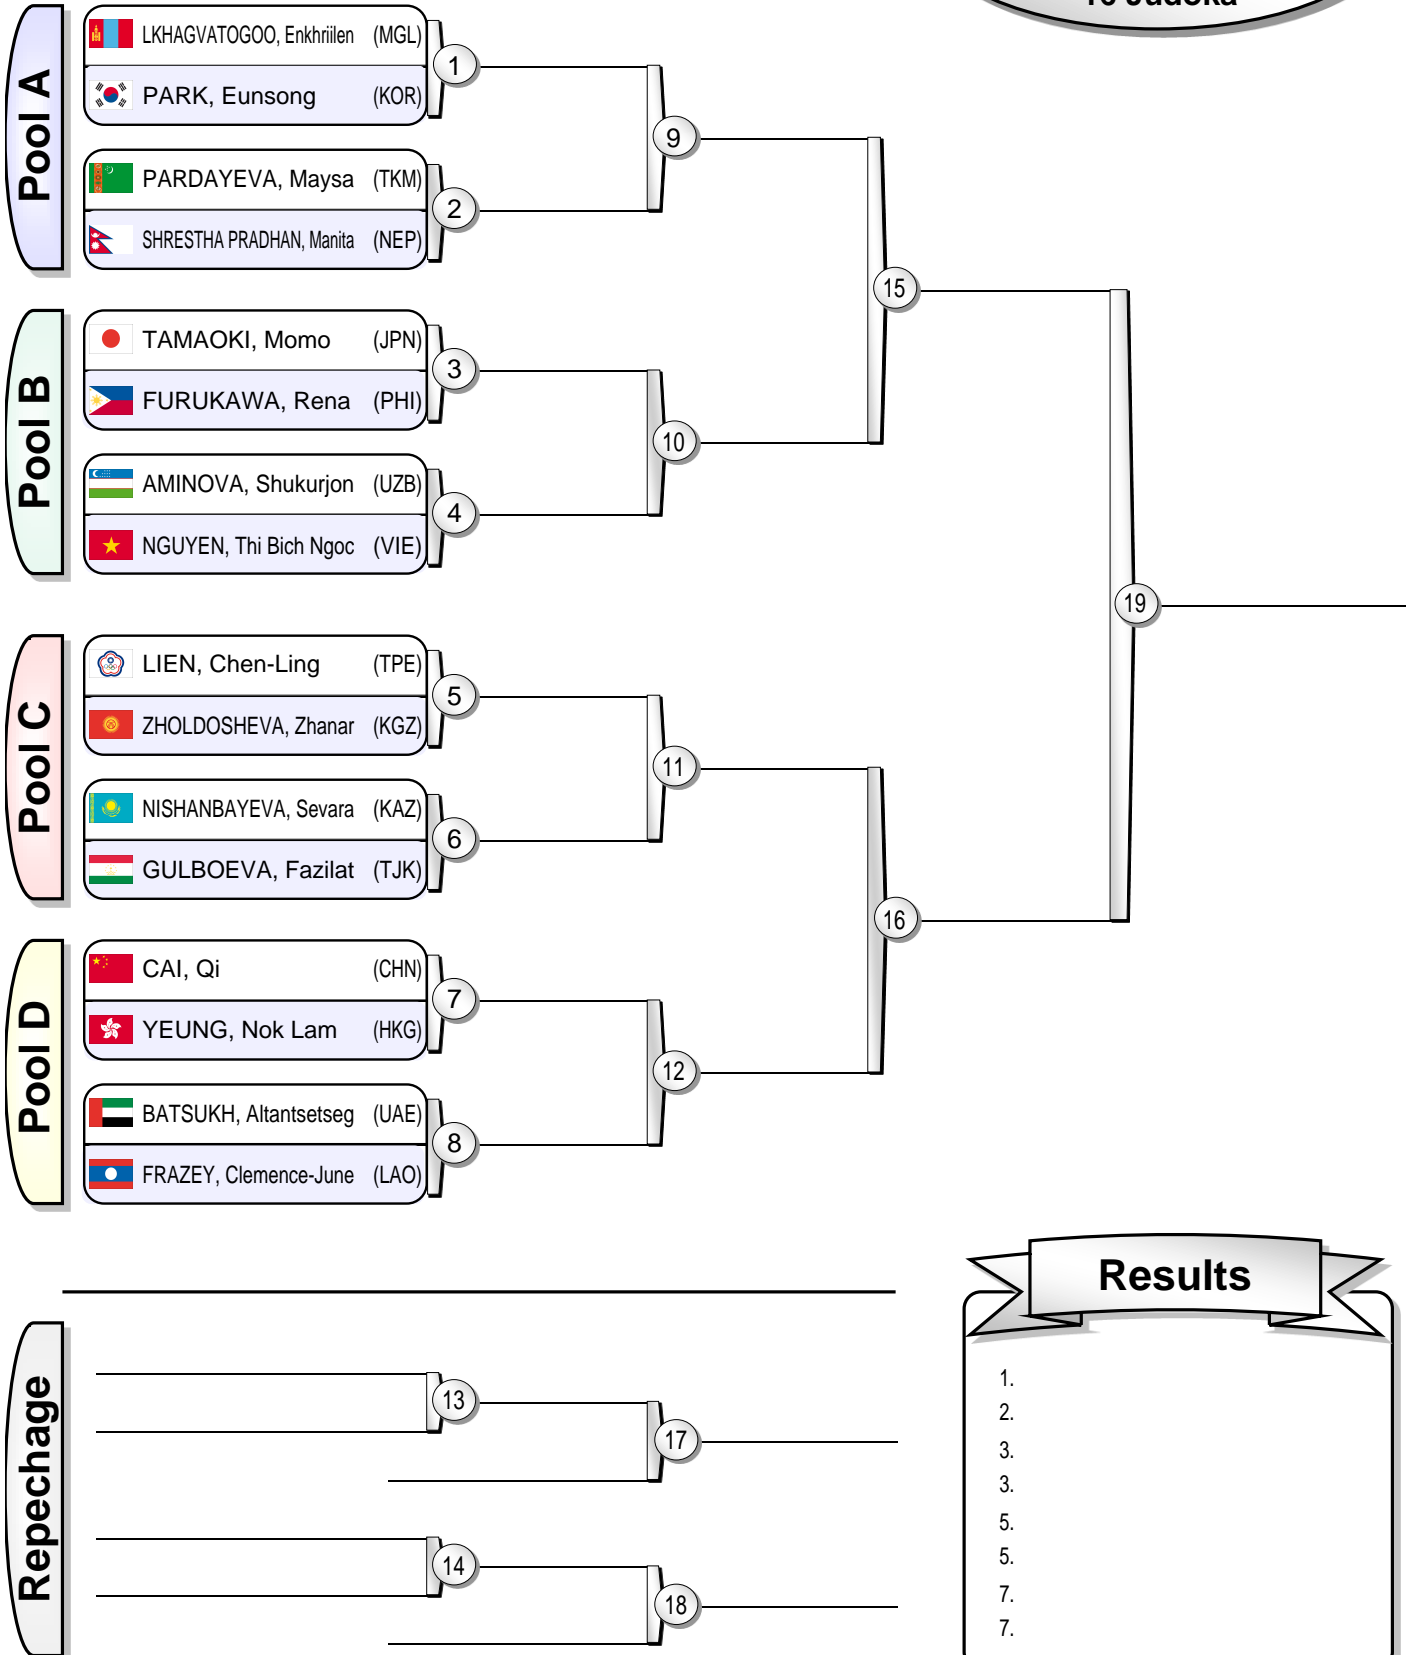 16 Judoka
Pool A
LKHAGVATOGOO, Enkhriilen (MGL)
PARK, Eunsong (KOR)
1
PARDAYEVA, Maysa (TKM)
SHRESTHA PRADHAN, Manita (NEP)
2
9
Pool B
TAMAOKI, Momo (JPN)
FURUKAWA, Rena (PHI)
3
AMINOVA, Shukurjon (UZB)
NGUYEN, Thi Bich Ngoc (VIE)
4
10
15
Pool C
LIEN, Chen-Ling (TPE)
ZHOLDOSHEVA, Zhanar (KGZ)
5
NISHANBAYEVA, Sevara (KAZ)
GULBOEVA, Fazilat (TJK)
6
11
Pool D
CAI, Qi (CHN)
YEUNG, Nok Lam (HKG)
7
BATSUKH, Altantsetseg (UAE)
FRAZEY, Clemence-June (LAO)
8
12
16
19
Repechage
13
17
14
18
Results
1.
2.
3.
3.
5.
5.
7.
7.